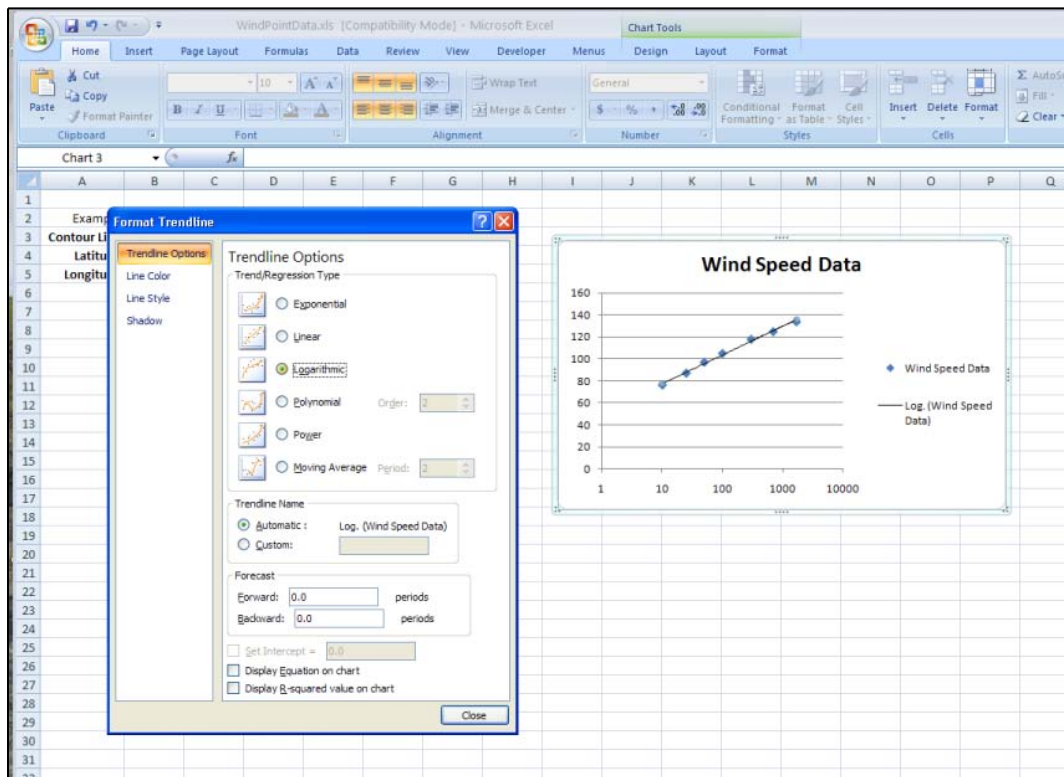 WindPointData.xls [Compatibility Mode] - Microsoft Excel
Chart Tools
Home Insert Page Layout Formulas Data Review View Developer Menus Design Layout Format
Paste
Cut
Copy
Format Painter
Clipboard
10 A A
B I U A
Font
Wrap Text
Merge & Center
Alignment
General
$ % ,
Number
Conditional Formatting
Format as Table
Cell Styles
Styles
Insert Delete Format
Cells
Σ AutoS
Fill
Clear
Chart 3
fx
A B C D E F G H I J K L M N O P Q
1
2 Examp
3 Contour Li
4 Latitu
5 Longitu
6
7
8
9
10
11
12
13
14
15
16
17
18
19
20
21
22
23
24
25
26
27
28
29
30
31
Format Trendline
Trendline Options
Line Color
Line Style
Shadow
Trendline Options
Trend/Regression Type
Exponential
Linear
Logarithmic
Polynomial Order: 2
Power
Moving Average Period: 2
Trendline Name
Automatic : Log. (Wind Speed Data)
Custom:
Forecast
Forward: 0.0 periods
Backward: 0.0 periods
Set Intercept = 0.0
Display Equation on chart
Display R-squared value on chart
Close
Wind Speed Data
160
140
120
100
80
60
40
20
0
1 10 100 1000 10000
Wind Speed Data
Log. (Wind Speed
Data)